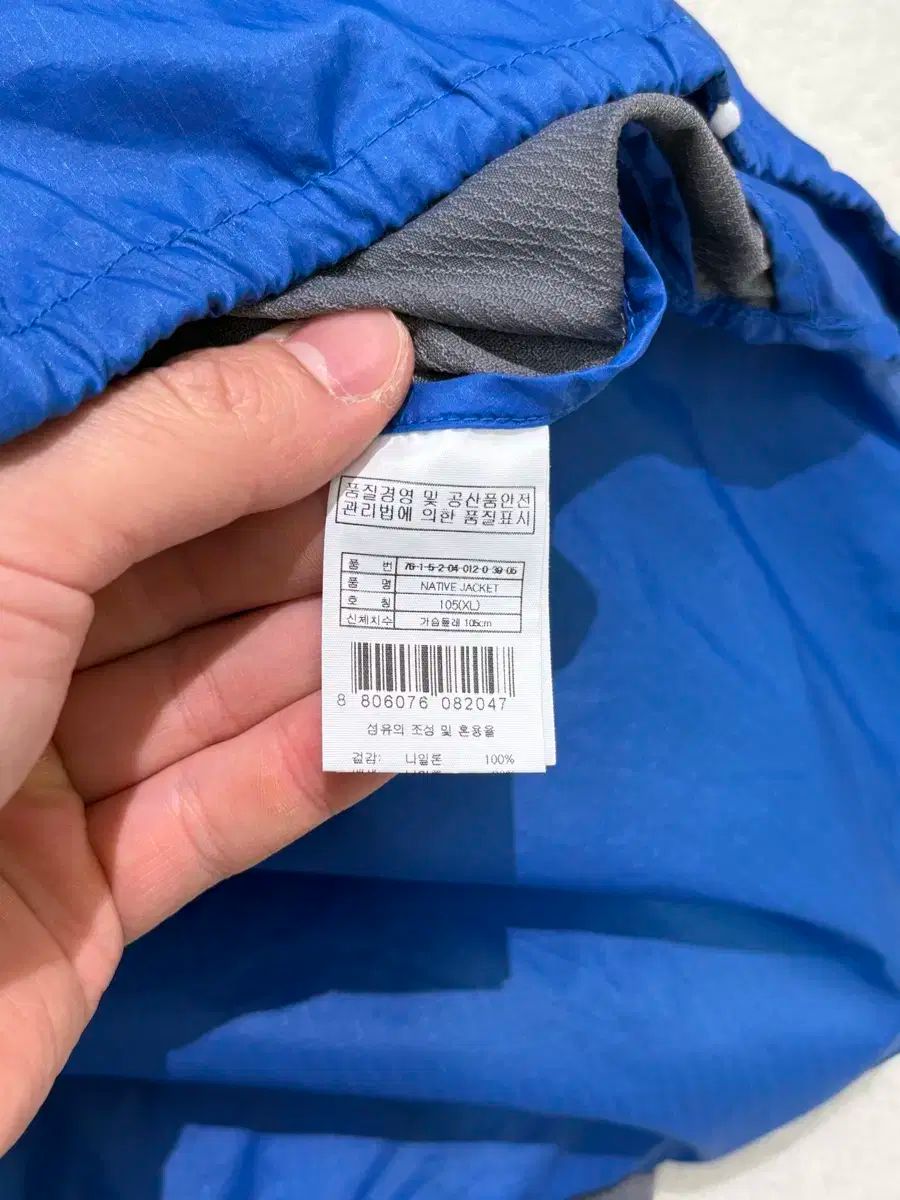 품질경영 및 공산품안전
관리법에 의한 품질표시
품 번 76-1-5-2-04-012-0-39-05
품 명 NATIVE JACKET
호 칭 105(XL)
신체치수 가슴둘레 105cm
8 806076 082047
섬유의 조성 및 혼용율
겉감: 나일론 100%